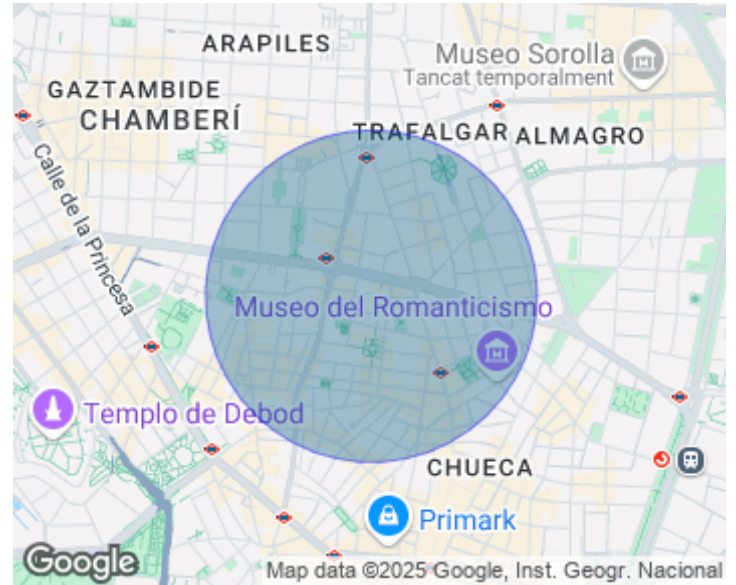 ARAPILES
Museo Sorolla
Tancat temporalment
GAZTAMBIDE
CHAMBERÍ
TRAFALGAR
ALMAGRO
Calle de la Princesa
Museo del Romanticismo
Templo de Debod
CHUECA
Primark
Google
Map data ©2025 Google, Inst. Geogr. Nacional